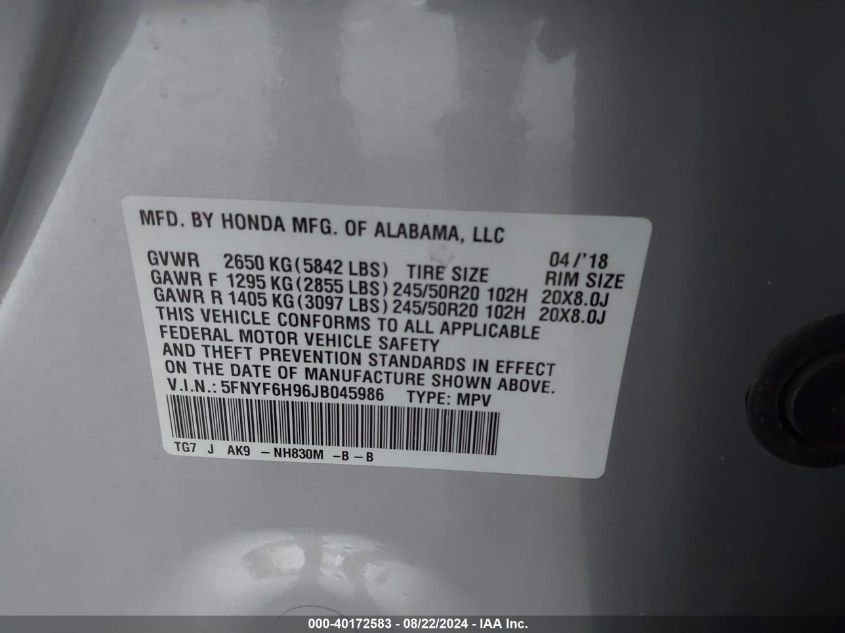 MFD. BY HONDA MFG. OF ALABAMA, LLC
04/'18
GVWR 2650 KG(5842 LBS) TIRE SIZE RIM SIZE
GAWR F 1295 KG(2855 LBS) 245/50R20 102H 20X8.0J
GAWR R 1405 KG(3097 LBS) 245/50R20 102H 20X8.0J
THIS VEHICLE CONFORMS TO ALL APPLICABLE
FEDERAL MOTOR VEHICLE SAFETY
AND THEFT PREVENTION STANDARDS IN EFFECT
ON THE DATE OF MANUFACTURE SHOWN ABOVE.
V.I.N.: 5FNYF6H96JB045986 TYPE: MPV
TG7 J AK9 -NH830M -B-B
000-40172583 - 08/22/2024 - IAA Inc.